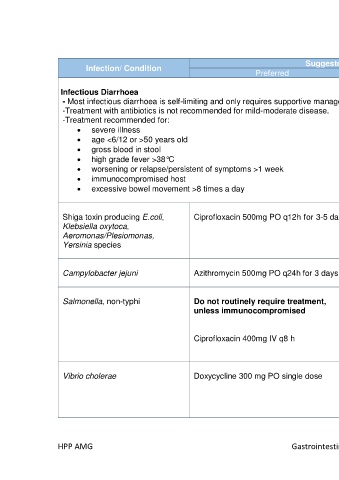 Infection/ Condition
Suggest
Preferred
Infectious Diarrhoea
- Most infectious diarrhoea is self-limiting and only requires supportive manag
-Treatment with antibiotics is not recommended for mild-moderate disease.
-Treatment recommended for:
• severe illness
• age <6/12 or >50 years old
• gross blood in stool
• high grade fever >38°C
• worsening or relapse/persistent of symptoms >1 week
• immunocompromised host
• excessive bowel movement >8 times a day
Shiga toxin producing E.coli,
Klebsiella oxytoca,
Aeromonas/Plesiomonas,
Yersinia species
Ciprofloxacin 500mg PO q12h for 3-5 da
Campylobacter jejuni
Azithromycin 500mg PO q24h for 3 days
Salmonella, non-typhi
Do not routinely require treatment,
unless immunocompromised
Ciprofloxacin 400mg IV q8 h
Vibrio cholerae
Doxycycline 300 mg PO single dose
HPP AMG
Gastrointesti